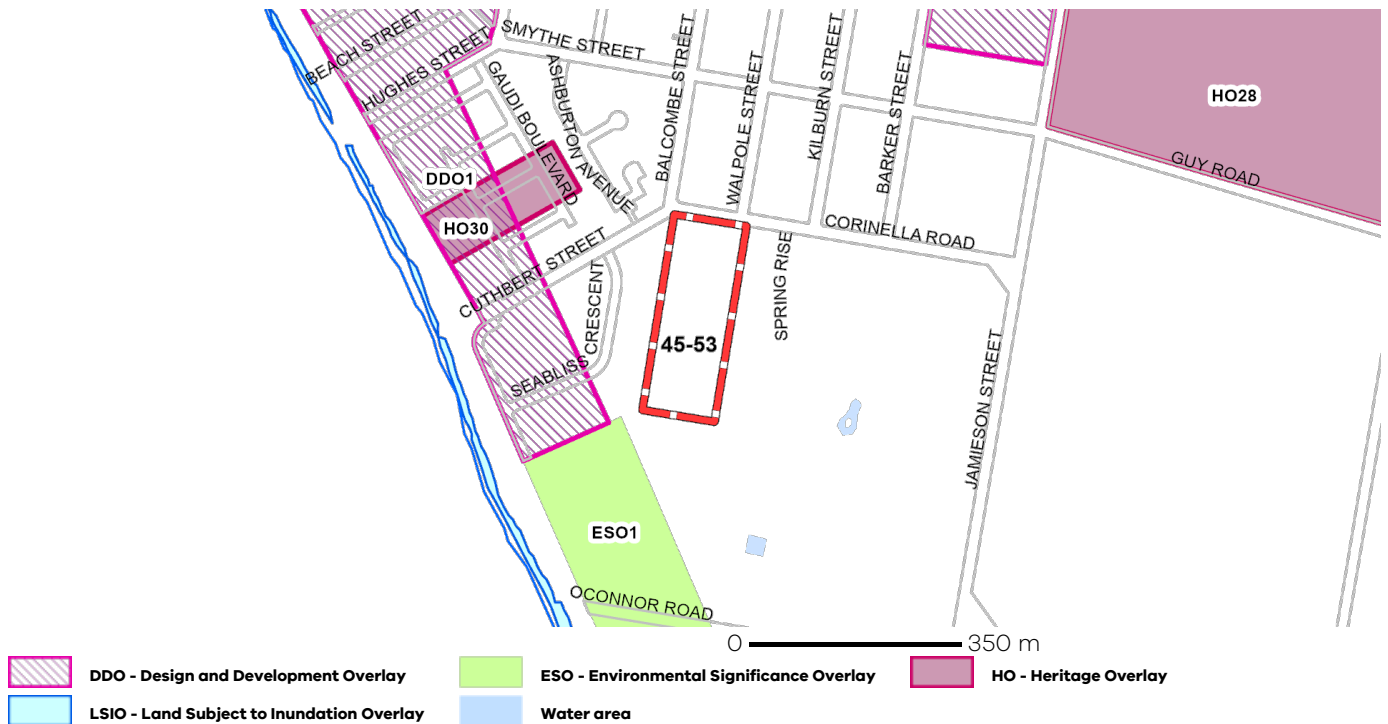 BEACH STREET
HUGHES STREET
SMYTHE STREET
GAUDI BOULEVARD
ASHBURTON AVENUE
BALCOMBE STREET
WALPOLE STREET
KILBURN STREET
BARKER STREET
HO28
GUY ROAD
DDO1
HO30
CUTHBERT STREET
CORINELLA ROAD
SPRING RISE
SEABLISS CRESCENT
45-53
JAMIESON STREET
ESO1
OCONNOR ROAD
0 350 m
DDO - Design and Development Overlay
ESO - Environmental Significance Overlay
HO - Heritage Overlay
LSIO - Land Subject to Inundation Overlay
Water area